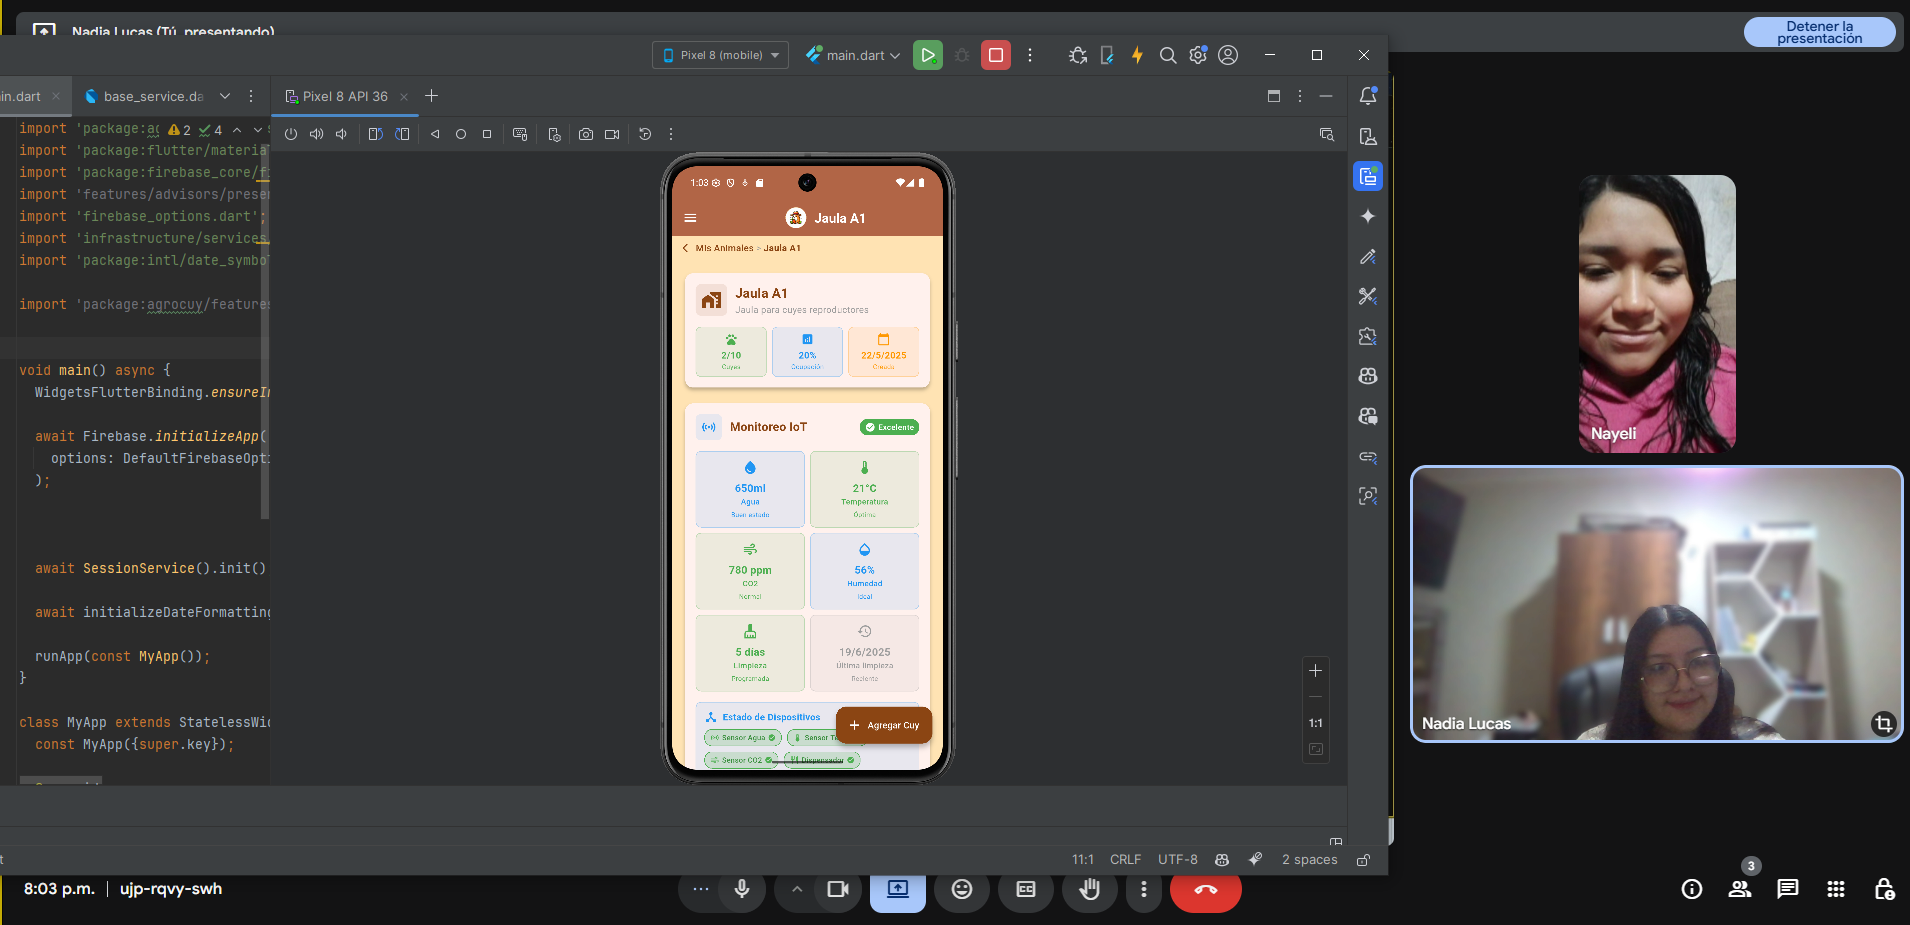 Nadia Lucas (Tú, presentando)
Detener la
presentación
Pixel 8 (mobile)
main.dart
in.dart
base_service.da
Pixel 8 API 36
import 'package:ag
2
4
import 'package:flutter/materia
import 'package:firebase_core/fi
import 'features/advisors/prese
import 'firebase_options.dart';
import 'infrastructure/services
import 'package:intl/date_symbo
import 'package:agrocuy/feature
void main() async {
WidgetsFlutterBinding.ensureIn
await Firebase.initializeApp(
options: DefaultFirebaseOpti
);
await SessionService().init()
await initializeDateFormatting
runApp(const MyApp());
}
class MyApp extends StatelessWid
const MyApp({super.key});
1:03
Jaula A1
Mis Animales > Jaula A1
Jaula A1
Jaula para cuyes reproductores
2/10
Cuyes
20%
Ocupación
22/5/2025
Creada
Monitoreo IoT
Excelente
650ml
Agua
Buen estado
21°C
Temperatura
Óptima
780 ppm
CO2
Normal
56%
Humedad
Ideal
5 días
Limpieza
Programada
19/6/2025
Última limpieza
Reciente
Estado de Dispositivos
Agregar Cuy
Sensor Agua
Sensor Te
Sensor CO2
Dispensador
1:1
11:1
CRLF
UTF-8
2 spaces
Nayeli
Nadia Lucas
8:03 p.m.
ujp-rqvy-swh
3